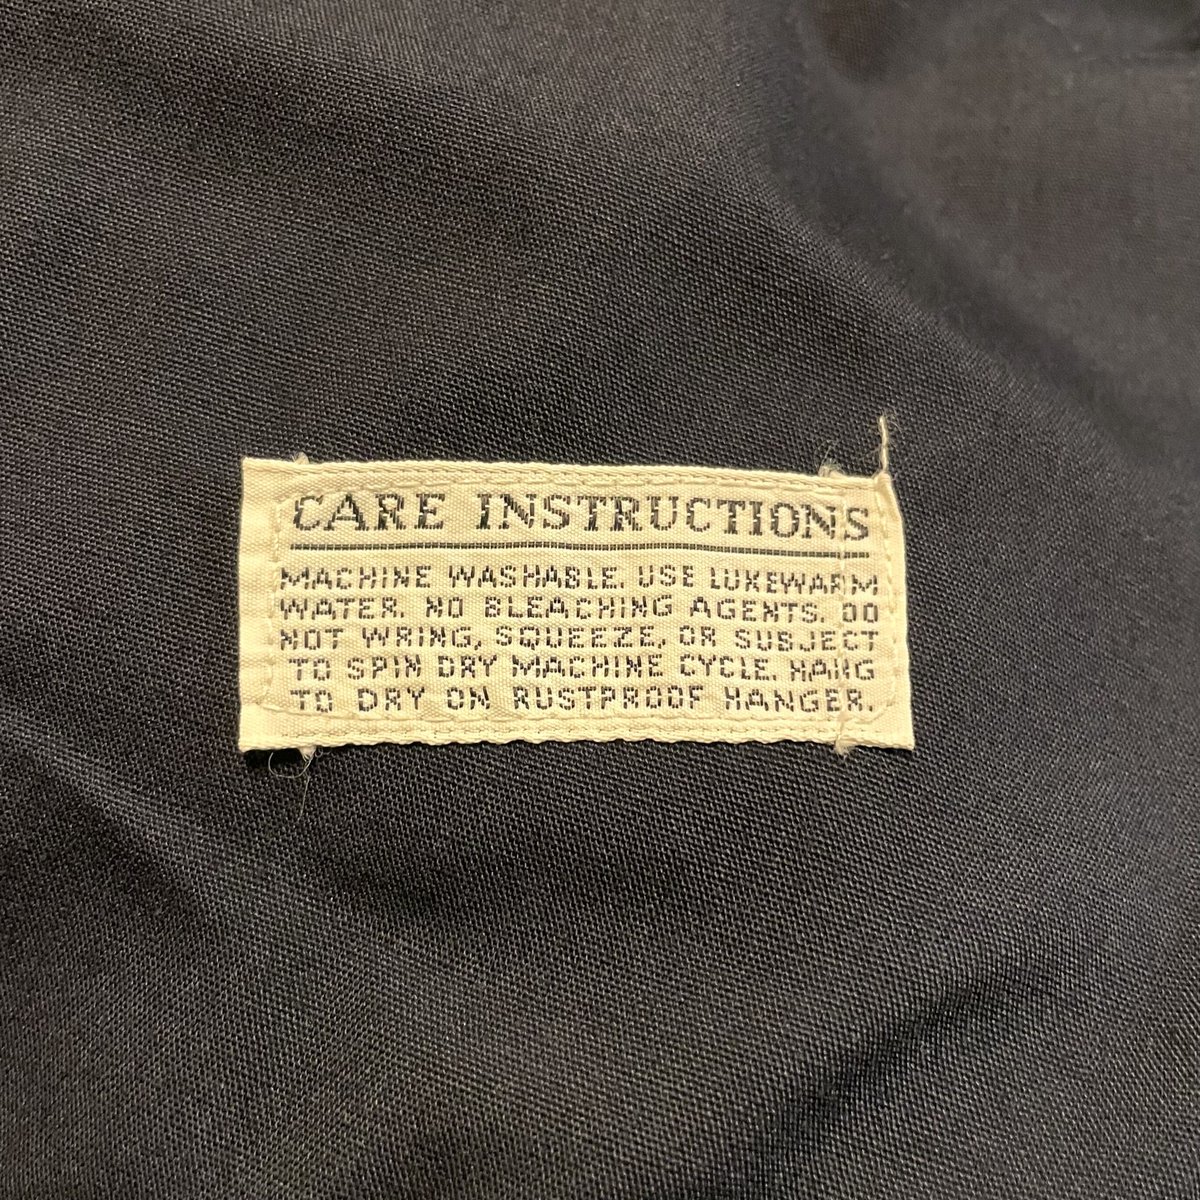 CARE INSTRUCTIONS
MACHINE WASHABLE. USE LUKEWARM
WATER. NO BLEACHING AGENTS. DO
NOT WRING, SQUEEZE, OR SUBJECT
TO SPIN DRY MACHINE CYCLE. HANG
TO DRY ON RUSTPROOF HANGER.